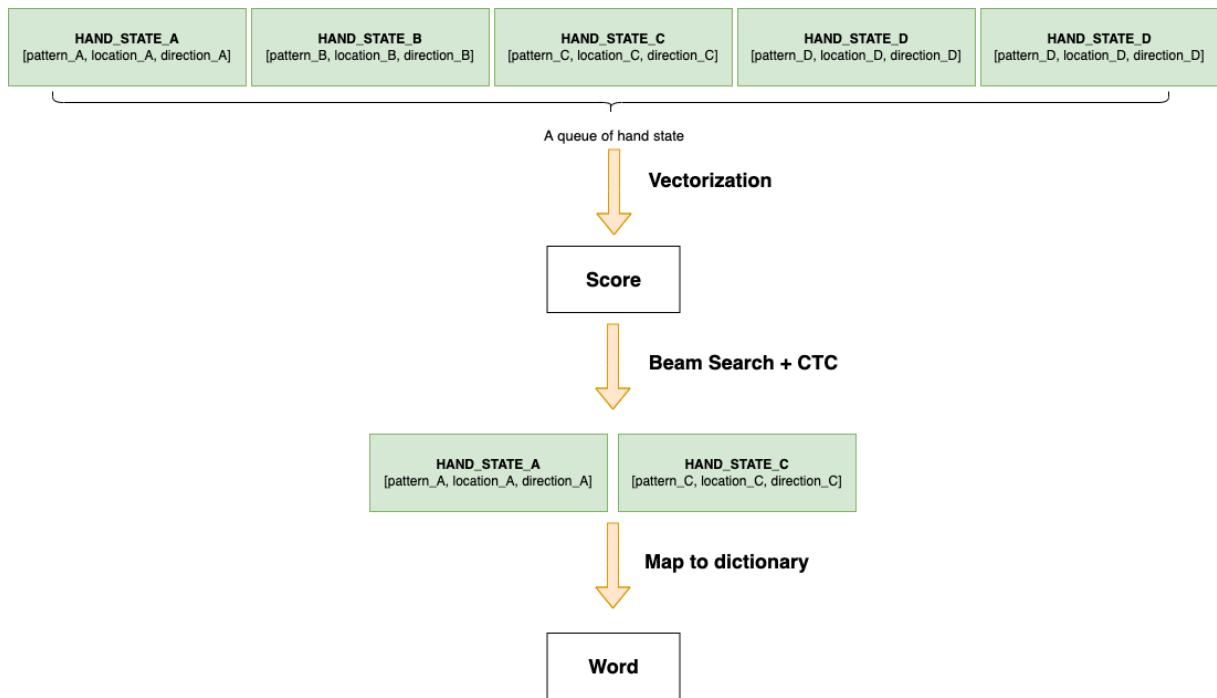 HAND_STATE_A
[pattern_A, location_A, direction_A]
HAND_STATE_B
[pattern_B, location_B, direction_B]
HAND_STATE_C
[pattern_C, location_C, direction_C]
HAND_STATE_D
[pattern_D, location_D, direction_D]
HAND_STATE_D
[pattern_D, location_D, direction_D]
A queue of hand state
Vectorization
Score
Beam Search + CTC
HAND_STATE_A
[pattern_A, location_A, direction_A]
HAND_STATE_C
[pattern_C, location_C, direction_C]
Map to dictionary
Word